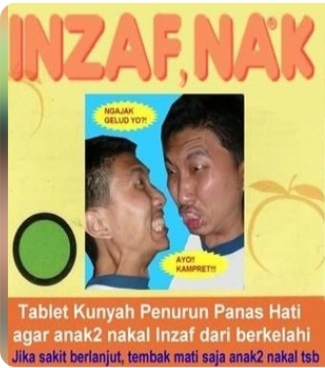 INZAF, NAK
NGAJAK
GELUD YO?!
AYO!!
KAMPRET!!!
Tablet Kunyah Penurun Panas Hati
agar anak2 nakal Inzaf dari berkelahi
Jika sakit berlanjut, tembak mati saja anak2 nakal tsb